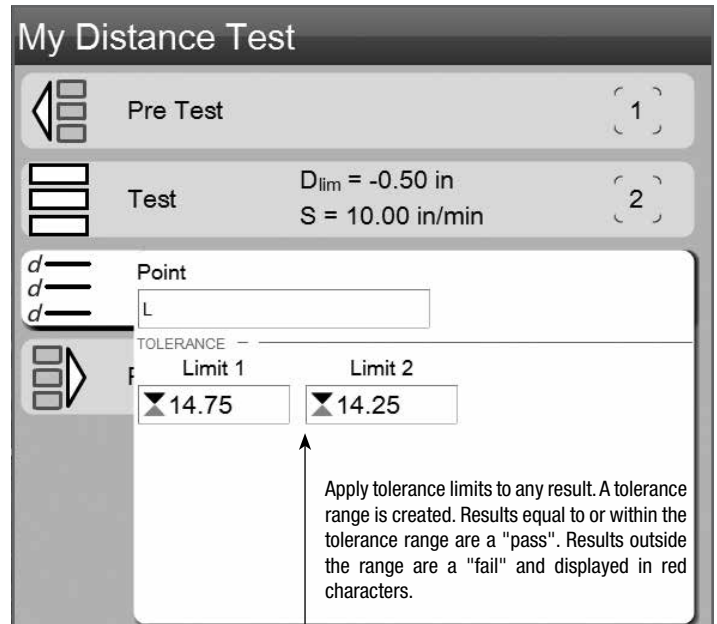 My Distance Test
Pre Test
1
Test
Dlim = -0.50 in
S = 10.00 in/min
2
d
d
d
Point
L
TOLERANCE
Limit 1
Limit 2
14.75
14.25
Apply tolerance limits to any result. A tolerance
range is created. Results equal to or within the
tolerance range are a "pass". Results outside
the range are a "fail" and displayed in red
characters.